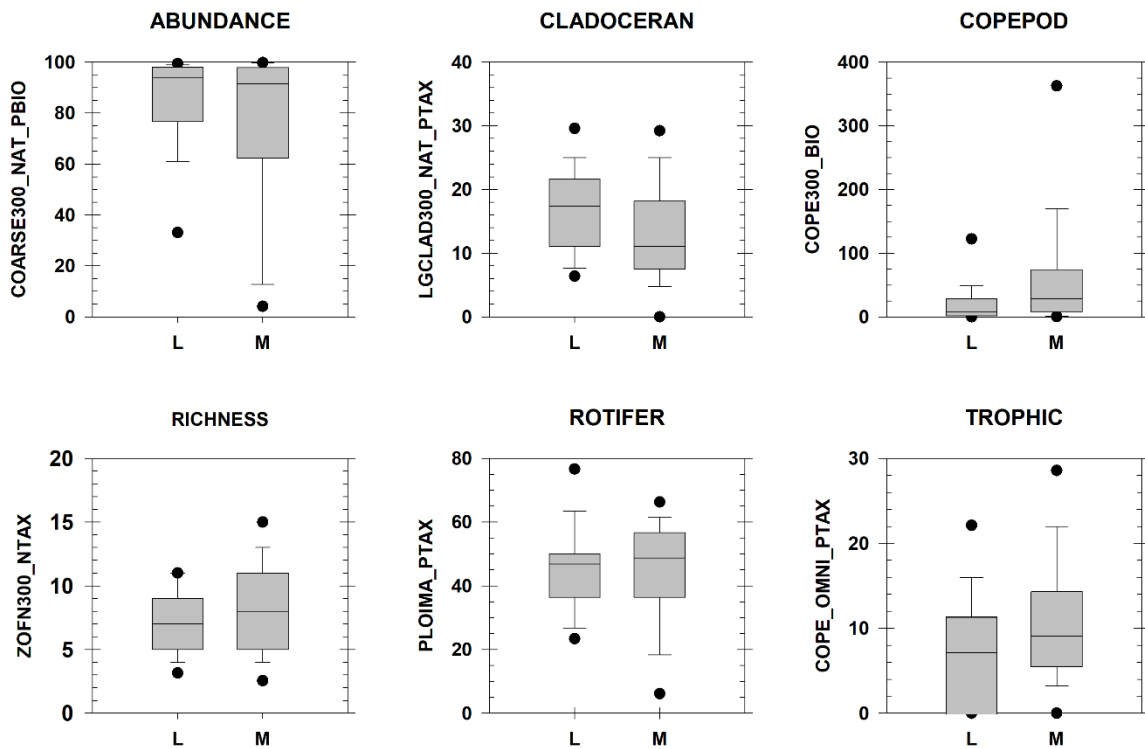 ABUNDANCE
COARSE300_NAT_PBIO
100
80
60
40
20
0
L M
CLADOCERAN
LGCLAD300_NAT_PTAX
40
30
20
10
0
L M
COPEPOD
COPE300_BIO
400
300
200
100
0
L M
RICHNESS
ZOFN300_NTAX
20
15
10
5
0
L M
ROTIFER
PLOIMA_PTAX
80
60
40
20
0
L M
TROPHIC
COPE_OMNI_PTAX
30
20
10
0
L M